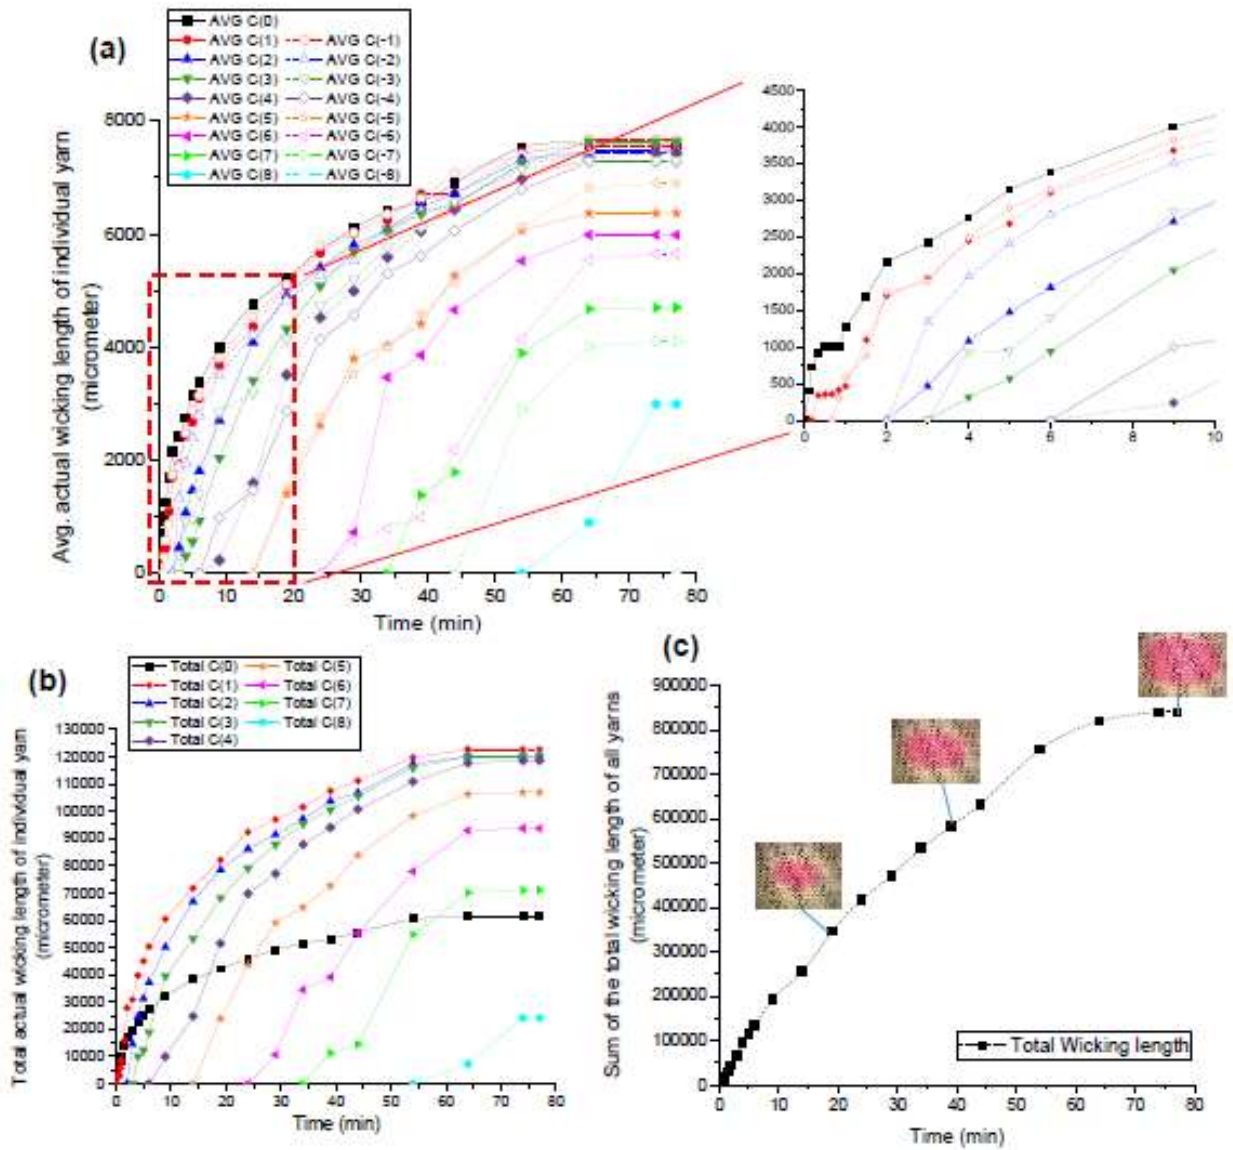 (a)
AVG C(0)
AVG C(1) AVG C(-1)
AVG C(2) AVG C(-2)
AVG C(3) AVG C(-3)
AVG C(4) AVG C(-4)
AVG C(5) AVG C(-5)
AVG C(6) AVG C(-6)
AVG C(7) AVG C(-7)
AVG C(8) AVG C(-8)
Avg. actual wicking length of individual yarn
(micrometer)
8000
6000
4000
2000
0
0 10 20 30 40 50 60 70 80
Time (min)
4500
4000
3500
3000
2500
2000
1500
1000
500
0
0 2 4 6 8 10
(b)
Total C(0) Total C(5)
Total C(1) Total C(6)
Total C(2) Total C(7)
Total C(3) Total C(8)
Total C(4)
Total actual wicking length of individual yarn
(micrometer)
130000
120000
110000
100000
90000
80000
70000
60000
50000
40000
30000
20000
10000
0
0 10 20 30 40 50 60 70 80
Time (min)
(c)
Sum of the total wicking length of all yarns
(micrometer)
900000
800000
700000
600000
500000
400000
300000
200000
100000
0
0 10 20 30 40 50 60 70 80
Time (min)
Total Wicking length